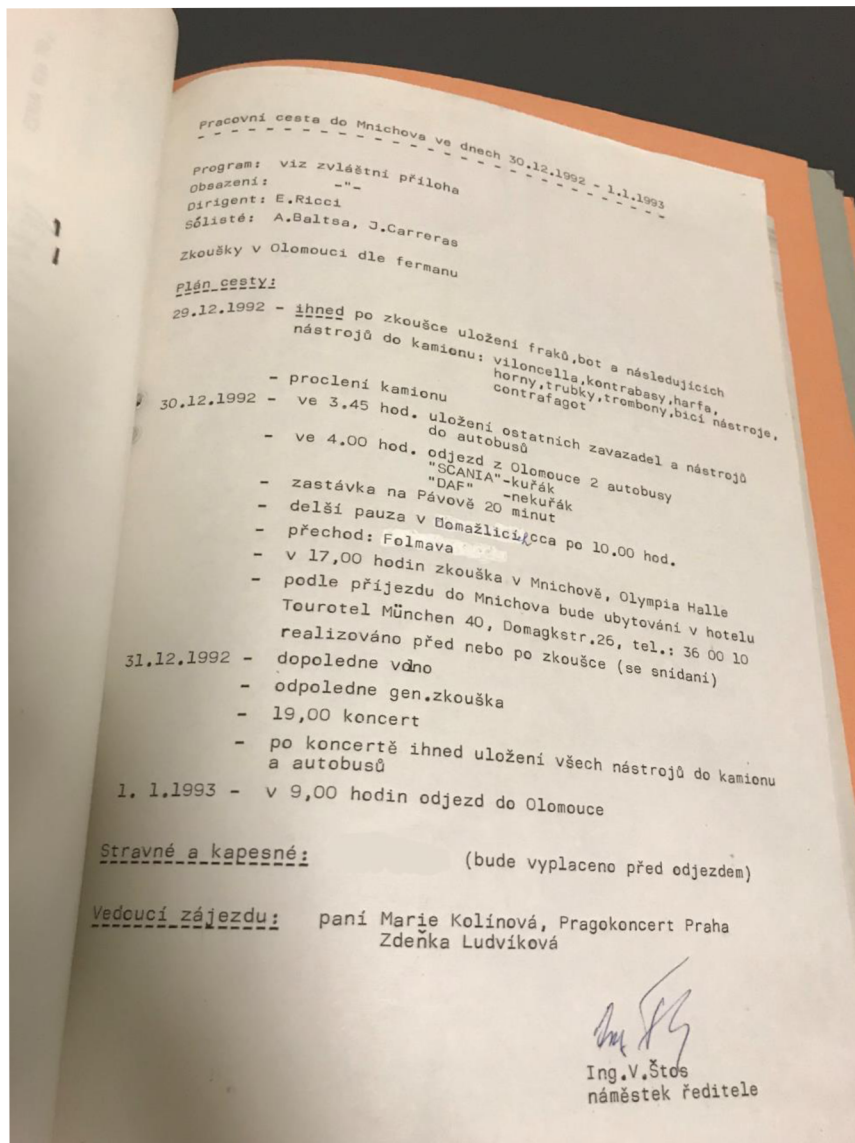 Pracovní cesta do Mnichova ve dnech 30.12.1992 - 1.1.1993
Program: viz zvláštní příloha
Obsazení: -"-
Dirigent: E.Ricci
Sólisté: A.Baltsa, J.Carreras
Zkoušky v Olomouci dle fermanu
Plán cesty:
29.12.1992 - ihned po zkoušce uložení fraků,bot a následujících
nástrojů do kamionu: viloncella,kontrabasy,harfa,
horny,trubky,trombony,bicí nástroje,
contrafagot
- proclení kamionu
30.12.1992 - ve 3.45 hod. uložení ostatních zavazadel a nástrojů
do autobusů
- ve 4.00 hod. odjezd z Olomouce 2 autobusy
"SCANIA"-kuřák
"DAF" -nekuřák
- zastávka na Pávově 20 minut
- delší pauza v Domažlicích cca po 10.00 hod.
- přechod: Folmava
- v 17,00 hodin zkouška v Mnichově, Olympia Halle
- podle příjezdu do Mnichova bude ubytování v hotelu
Tourotel München 40, Domagkstr.26, tel.: 36 00 10
realizováno před nebo po zkoušce (se snídaní)
31.12.1992 - dopoledne volno
- odpoledne gen.zkouška
- 19,00 koncert
- po koncertě ihned uložení všech nástrojů do kamionu
a autobusů
1. 1.1993 - v 9,00 hodin odjezd do Olomouce
Stravné a kapesné: (bude vyplaceno před odjezdem)
Vedoucí zájezdu: paní Marie Kolínová, Pragokoncert Praha
Zdeňka Ludvíková
Ing.V.Štos
náměstek ředitele